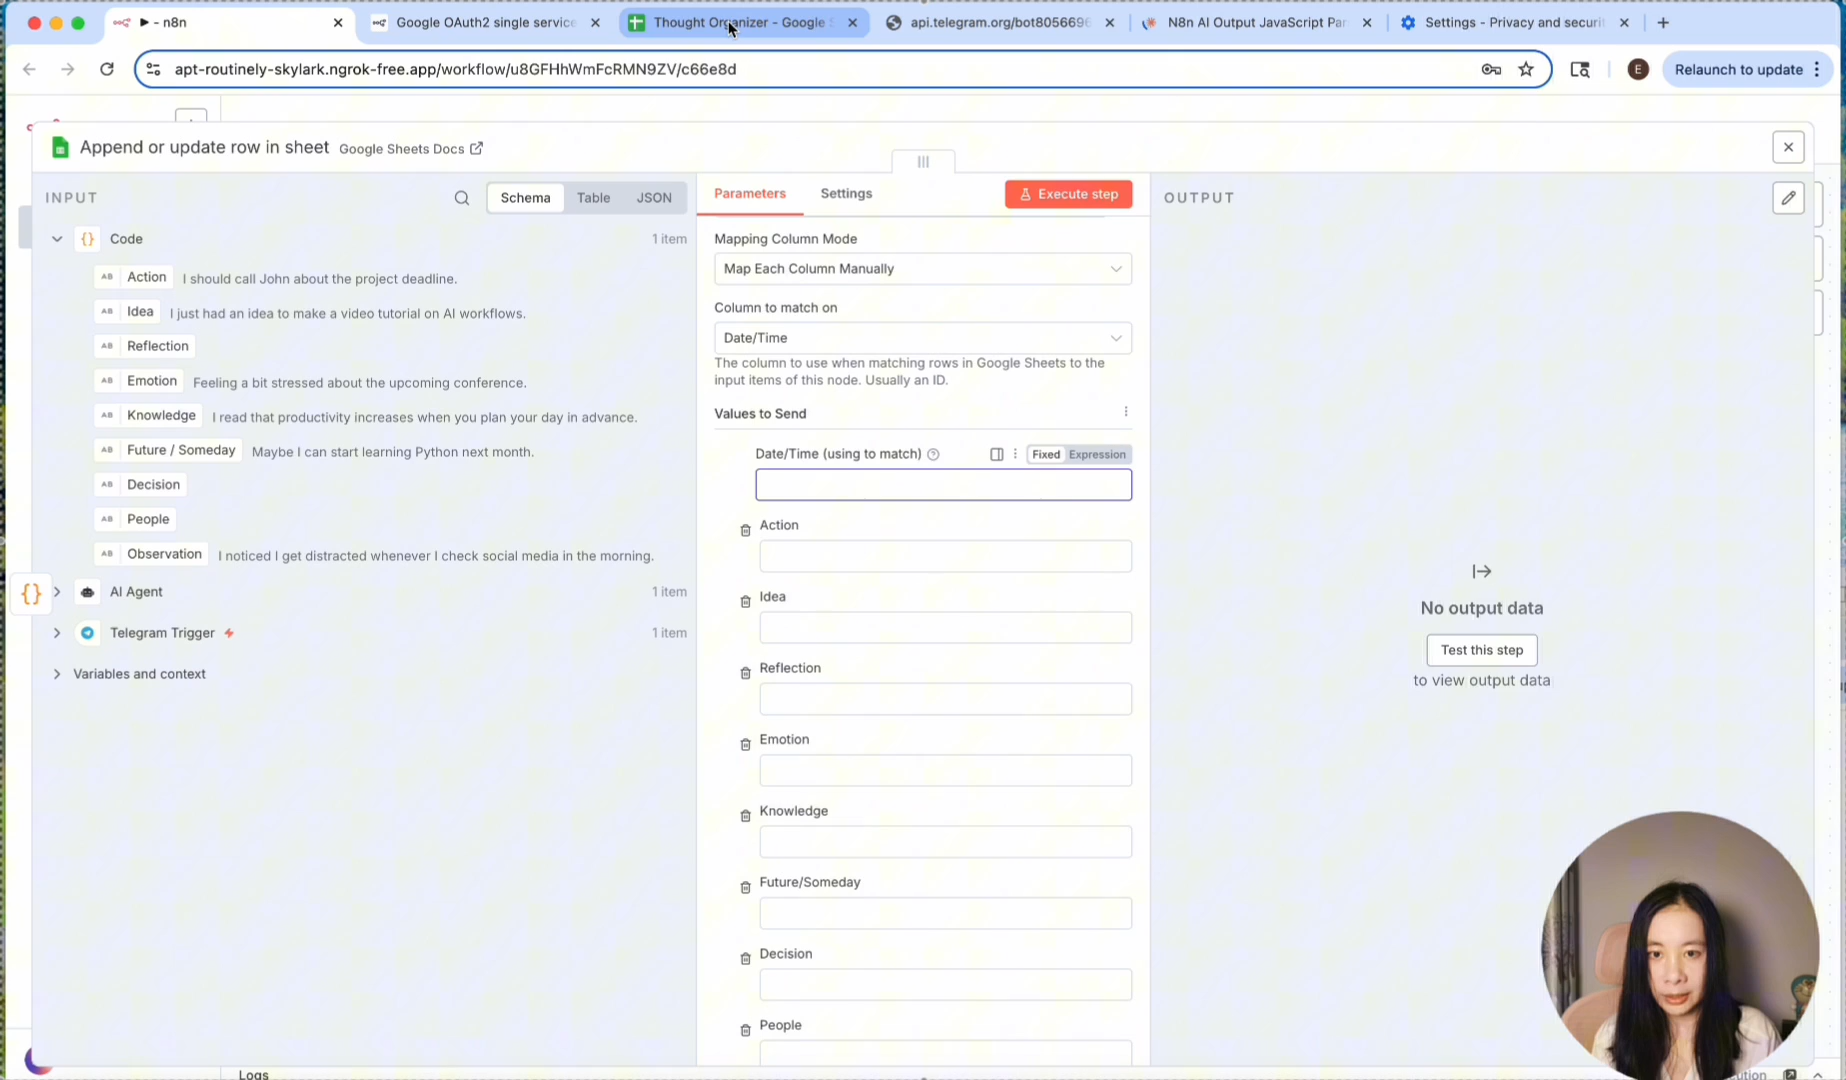 ▶ - n8n
Google OAuth2 single service
Thought Organizer - Google S
api.telegram.org/bot8056696
N8n AI Output JavaScript Par
Settings - Privacy and securi
apt-routinely-skylark.ngrok-free.app/workflow/u8GFHhWmFcRMN9ZV/c66e8d
E
Relaunch to update
Append or update row in sheet
Google Sheets Docs
INPUT
Schema
Table
JSON
Parameters
Settings
Execute step
OUTPUT
Code
1 item
AB Action I should call John about the project deadline.
AB Idea I just had an idea to make a video tutorial on AI workflows.
AB Reflection
AB Emotion Feeling a bit stressed about the upcoming conference.
AB Knowledge I read that productivity increases when you plan your day in advance.
AB Future / Someday Maybe I can start learning Python next month.
AB Decision
AB People
AB Observation I noticed I get distracted whenever I check social media in the morning.
AI Agent
1 item
Telegram Trigger
1 item
Variables and context
Mapping Column Mode
Map Each Column Manually
Column to match on
Date/Time
The column to use when matching rows in Google Sheets to the
input items of this node. Usually an ID.
Values to Send
Date/Time (using to match)
Fixed
Expression
Action
Idea
Reflection
Emotion
Knowledge
Future/Someday
Decision
People
No output data
Test this step
to view output data
Logs